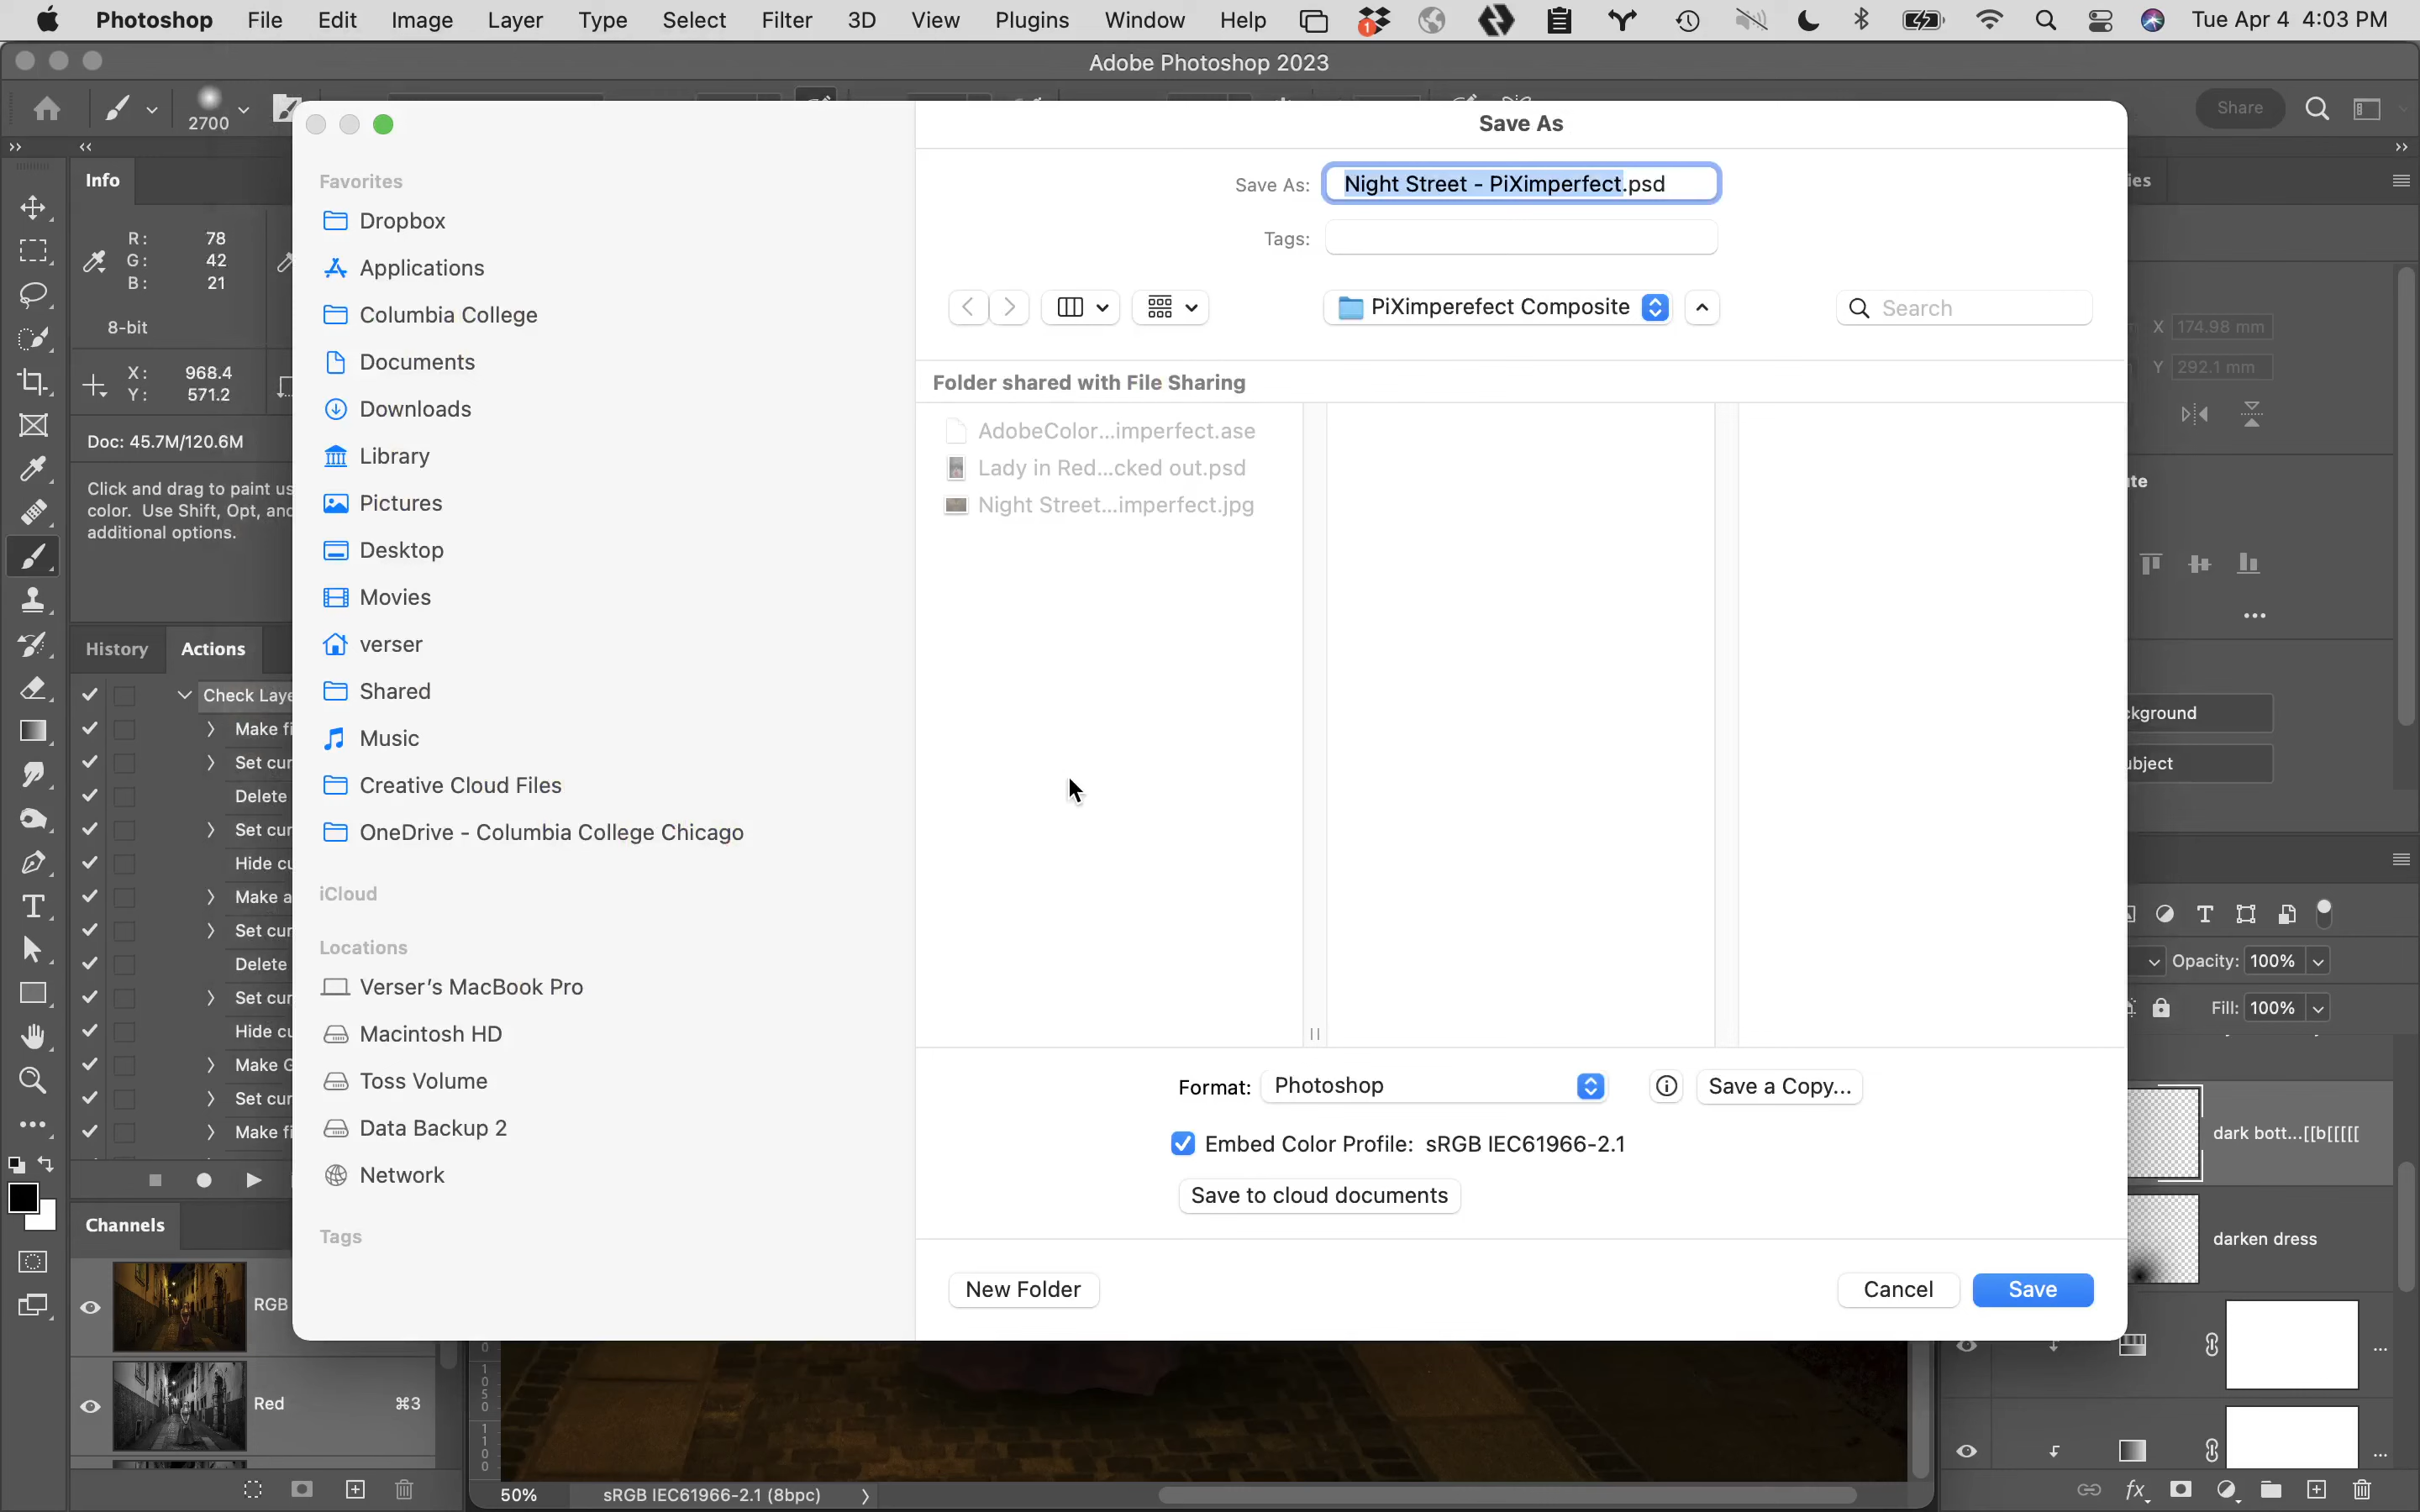 Photoshop File Edit Image Layer Type Select Filter 3D View Plugins Window Help 1 Tue Apr 4 4:03 PM
Adobe Photoshop 2023
2700
Share
Info
R: 78
G: 42
B: 21
8-bit
X: 968.4
Y: 571.2
Doc: 45.7M/120.6M
Click and drag to paint us
color. Use Shift, Opt, and
additional options.
History Actions
Check Laye
Make fi
Set cur
Delete
Set cur
Hide cu
Make a
Set cur
Delete
Set cur
Hide cu
Make G
Set cur
Make fi
Channels
RGB
Red ⌘3
Favorites
Dropbox
Applications
Columbia College
Documents
Downloads
Library
Pictures
Desktop
Movies
verser
Shared
Music
Creative Cloud Files
OneDrive - Columbia College Chicago
iCloud
Locations
Verser's MacBook Pro
Macintosh HD
Toss Volume
Data Backup 2
Network
Tags
Save As
Save As: Night Street - PiXimperfect.psd
Tags:
PiXimperefect Composite
Search
Folder shared with File Sharing
AdobeColor...imperfect.ase
Lady in Red...cked out.psd
Night Street...imperfect.jpg
Format: Photoshop
Save a Copy...
Embed Color Profile: sRGB IEC61966-2.1
Save to cloud documents
New Folder
Cancel
Save
ies
X 174.98 mm
Y 292.1 mm
te
kground
bject
Opacity: 100%
Fill: 100%
dark bott...[[b[[[[[
darken dress
50%
sRGB IEC61966-2.1 (8bpc)